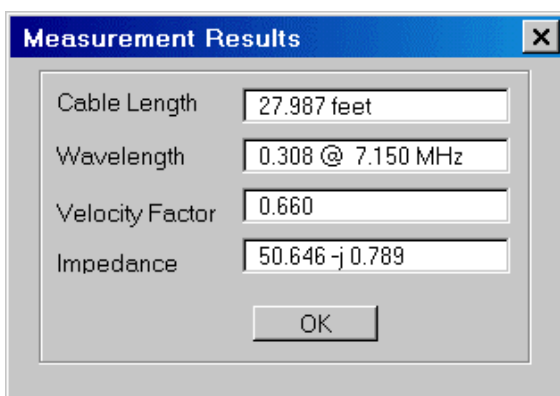 Measurement Results
Cable Length 27.987 feet
Wavelength 0.308 @ 7.150 MHz
Velocity Factor 0.660
Impedance 50.646 -j 0.789
OK